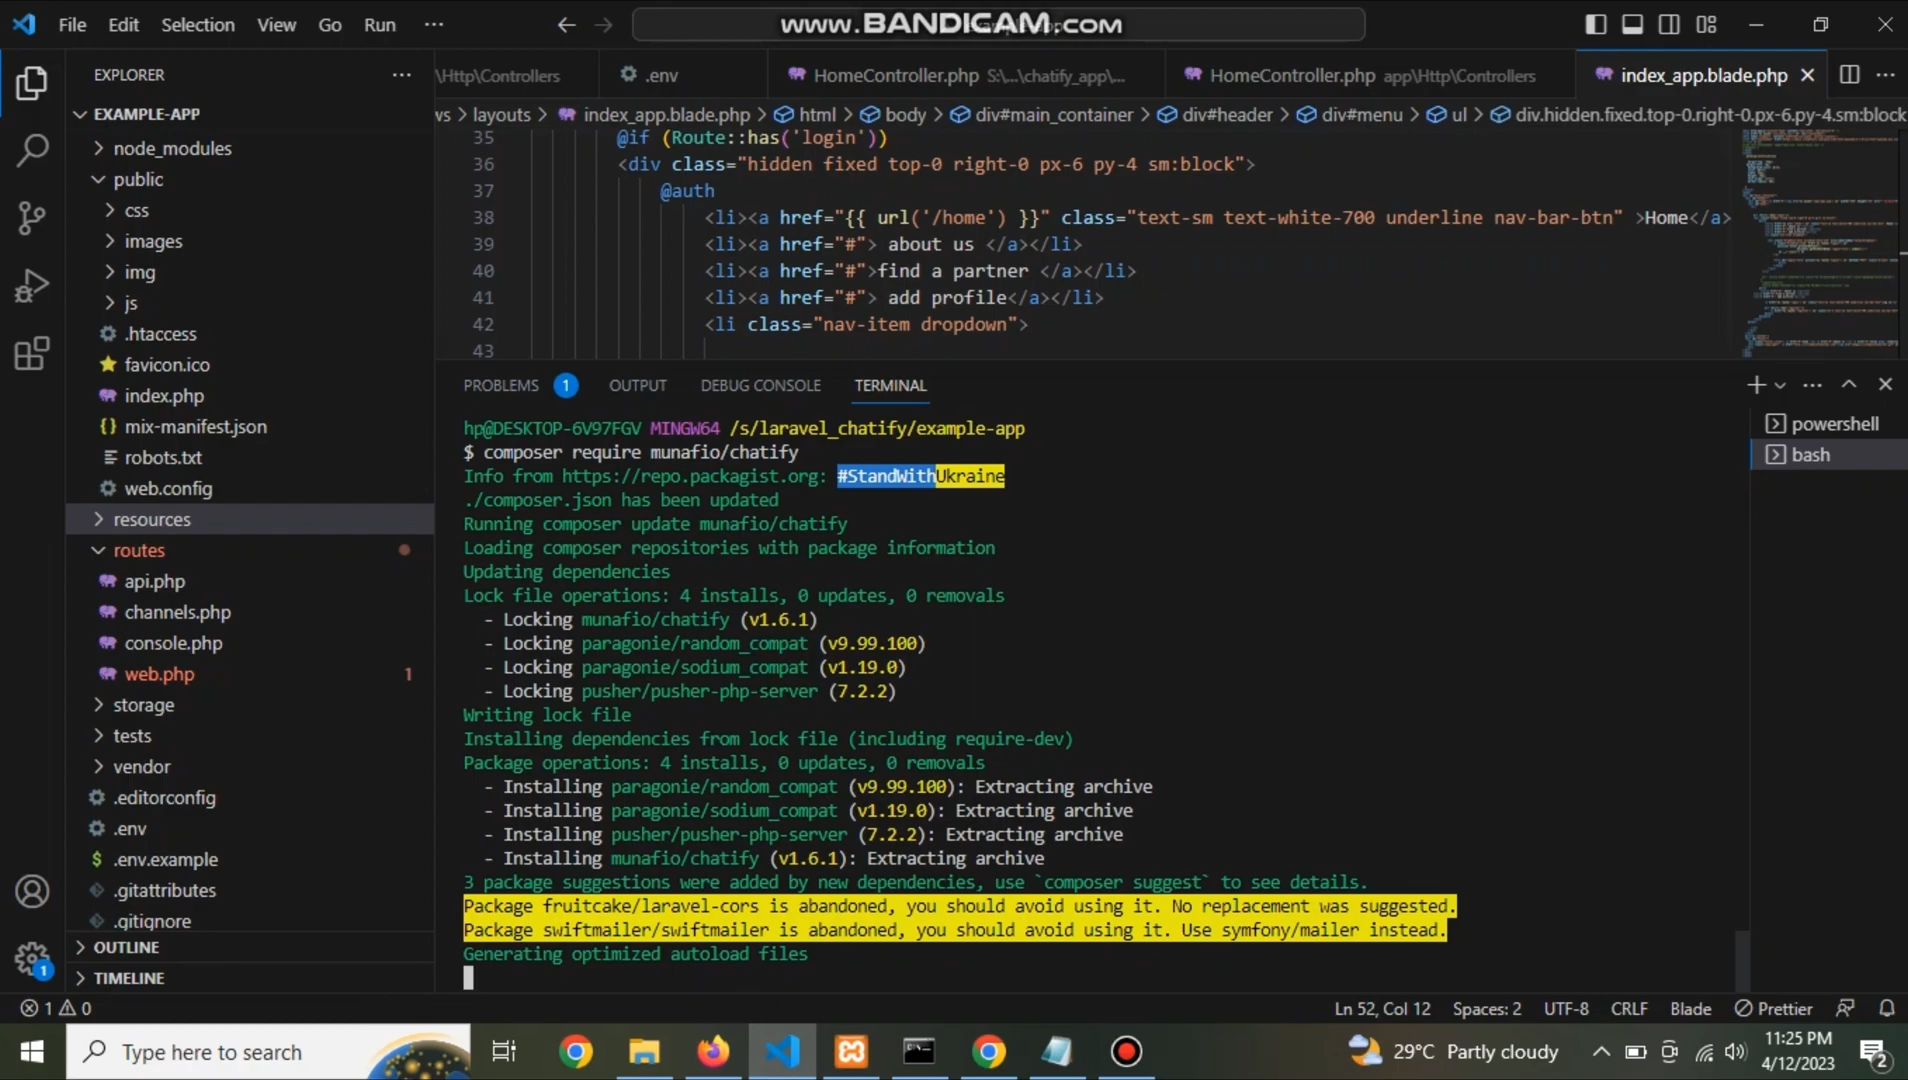 File Edit Selection View Go Run ··· www.BANDICAM.com
EXPLORER ···
EXAMPLE-APP
node_modules
public
css
images
img
js
.htaccess
favicon.ico
index.php
{} mix-manifest.json
robots.txt
web.config
resources
routes
api.php
channels.php
console.php
web.php 1
storage
tests
vendor
.editorconfig
.env
$ .env.example
.gitattributes
.gitignore
OUTLINE
TIMELINE
\Http\Controllers .env HomeController.php S:\...\chatify_app\... HomeController.php app\Http\Controllers index_app.blade.php ···
ws > layouts > index_app.blade.php > html > body > div#main_container > div#header > div#menu > ul > div.hidden.fixed.top-0.right-0.px-6.py-4.sm:block
35 @if (Route::has('login'))
36 <div class="hidden fixed top-0 right-0 px-6 py-4 sm:block">
37 @auth
38 <li><a href="{{ url('/home') }}" class="text-sm text-white-700 underline nav-bar-btn" >Home</a>
39 <li><a href="#"> about us </a></li>
40 <li><a href="#">find a partner </a></li>
41 <li><a href="#"> add profile</a></li>
42 <li class="nav-item dropdown">
43
PROBLEMS 1 OUTPUT DEBUG CONSOLE TERMINAL
powershell
bash
hp@DESKTOP-6V97FGV MINGW64 /s/laravel_chatify/example-app
$ composer require munafio/chatify
Info from https://repo.packagist.org: #StandWithUkraine
./composer.json has been updated
Running composer update munafio/chatify
Loading composer repositories with package information
Updating dependencies
Lock file operations: 4 installs, 0 updates, 0 removals
- Locking munafio/chatify (v1.6.1)
- Locking paragonie/random_compat (v9.99.100)
- Locking paragonie/sodium_compat (v1.19.0)
- Locking pusher/pusher-php-server (7.2.2)
Writing lock file
Installing dependencies from lock file (including require-dev)
Package operations: 4 installs, 0 updates, 0 removals
- Installing paragonie/random_compat (v9.99.100): Extracting archive
- Installing paragonie/sodium_compat (v1.19.0): Extracting archive
- Installing pusher/pusher-php-server (7.2.2): Extracting archive
- Installing munafio/chatify (v1.6.1): Extracting archive
3 package suggestions were added by new dependencies, use `composer suggest` to see details.
Package fruitcake/laravel-cors is abandoned, you should avoid using it. No replacement was suggested.
Package swiftmailer/swiftmailer is abandoned, you should avoid using it. Use symfony/mailer instead.
Generating optimized autoload files
1
1 0 Ln 52, Col 12 Spaces: 2 UTF-8 CRLF Blade Prettier
Type here to search 29°C Partly cloudy 11:25 PM
4/12/2023 2